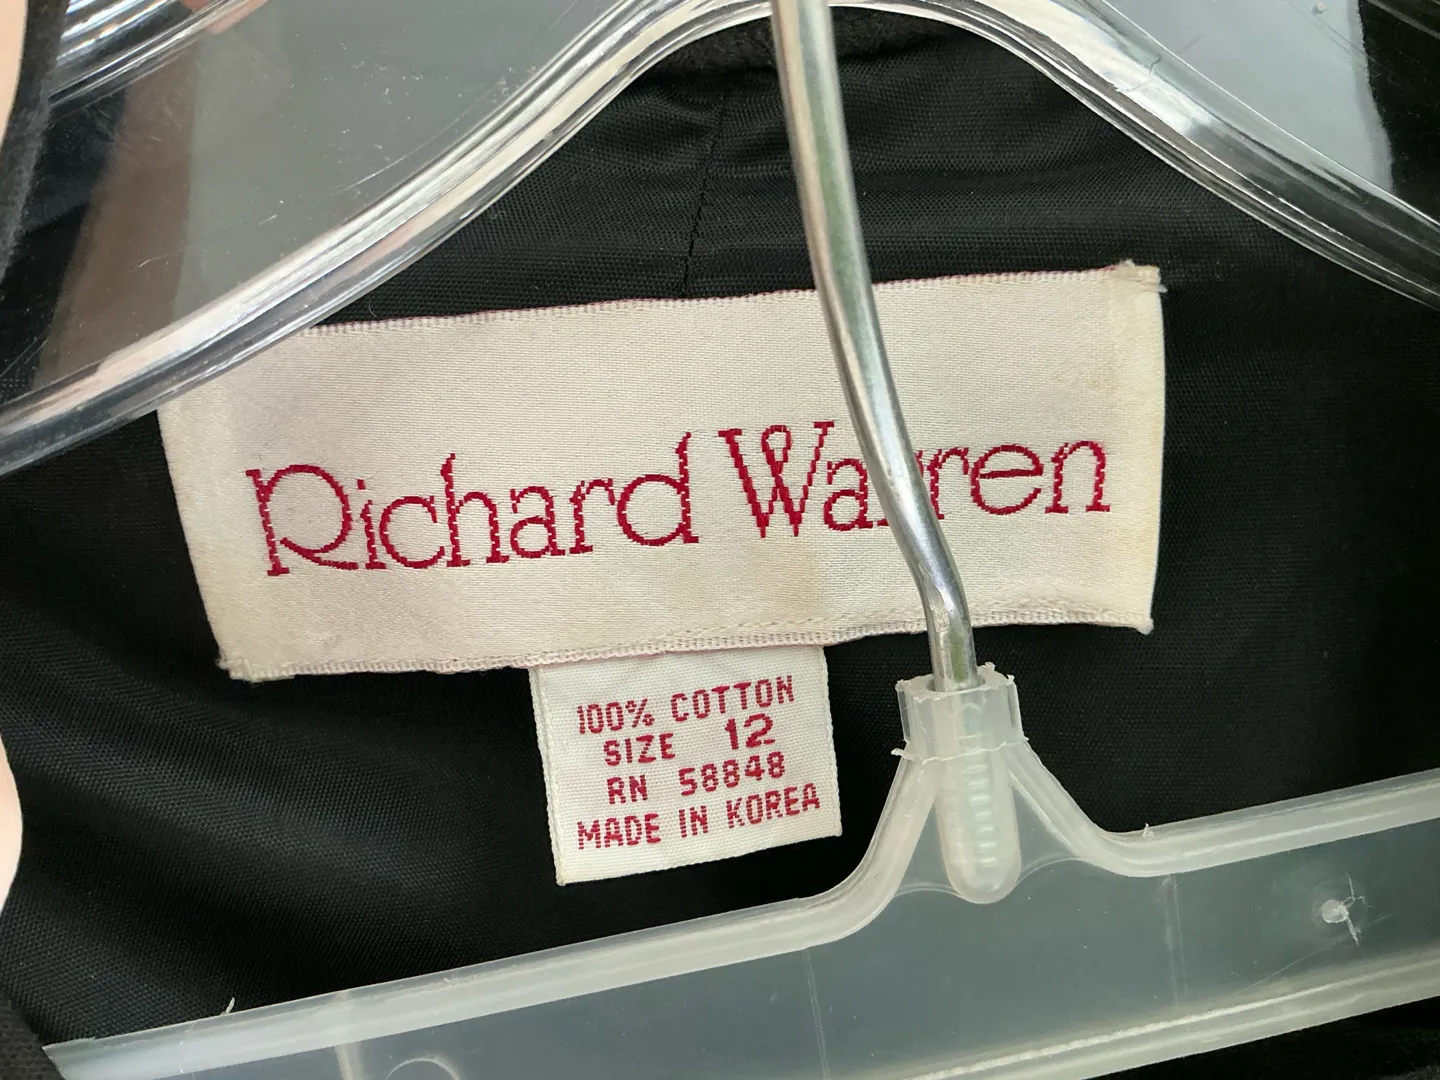 Richard Warren
100% COTTON
SIZE 12
RN 58848
MADE IN KOREA